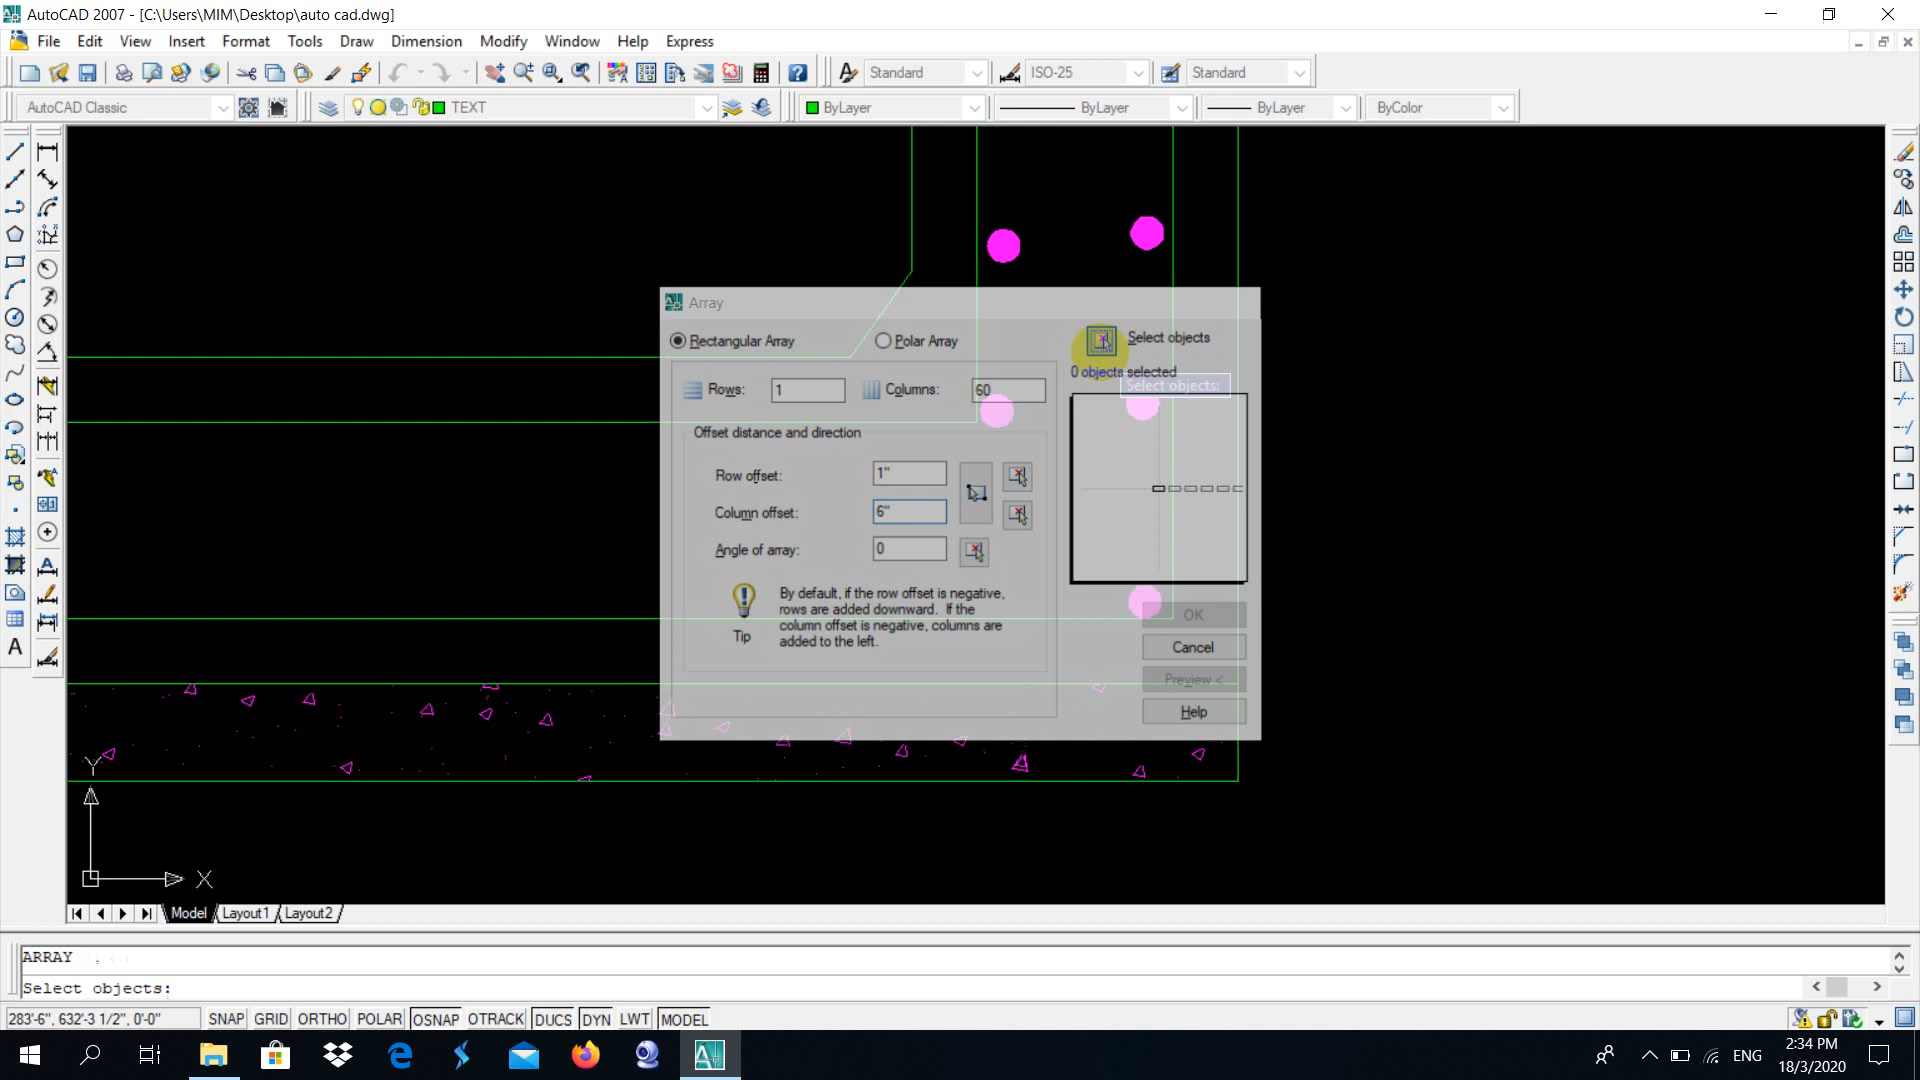 AutoCAD 2007 - [C:\Users\MIM\Desktop\auto cad.dwg]
File Edit View Insert Format Tools Draw Dimension Modify Window Help Express
Standard ISO-25 Standard
AutoCAD Classic TEXT ByLayer ByLayer ByLayer ByColor
Array
Rectangular Array Polar Array Select objects
0 objects selected
Select objects:
Rows: 1 Columns: 60
Offset distance and direction
Row offset: 1"
Column offset: 6"
Angle of array: 0
By default, if the row offset is negative,
rows are added downward. If the
column offset is negative, columns are
added to the left.
Tip
OK
Cancel
Preview <
Help
Y
X
Model Layout1 Layout2
ARRAY
Select objects:
283'-6", 632'-3 1/2", 0'-0" SNAP GRID ORTHO POLAR OSNAP OTRACK DUCS DYN LWT MODEL
ENG
2:34 PM
18/3/2020